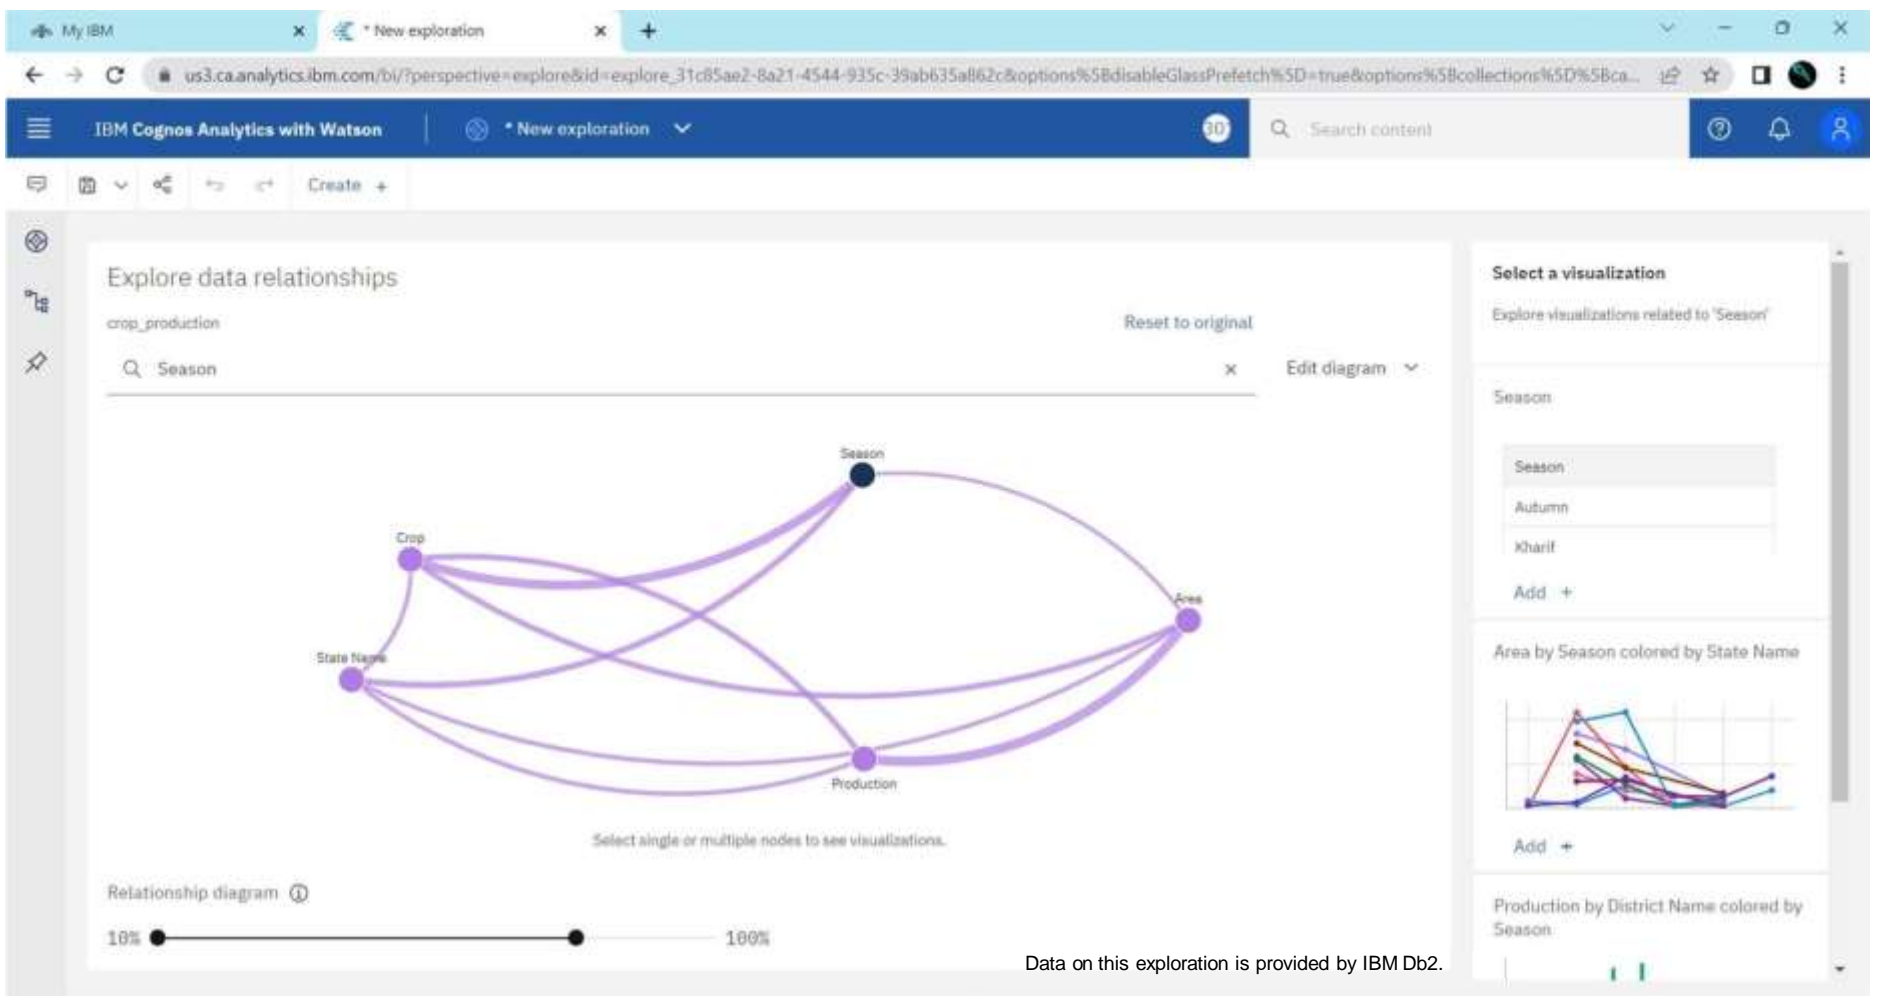 My IBM
* New exploration
us3.ca.analytics.ibm.com/bi/?perspective=explore&id=explore_31c85ae2-8a21-4544-935c-39ab635a862c&options%5BdisableGlassPrefetch%5D=true&options%5Bcollections%5D%5Bca...
IBM Cognos Analytics with Watson
* New exploration
30
Search content
Create +
Explore data relationships
crop_production
Reset to original
Season
Edit diagram
Season
Crop
Area
State Name
Production
Select single or multiple nodes to see visualizations.
Relationship diagram
10%
100%
Data on this exploration is provided by IBM Db2.
Select a visualization
Explore visualizations related to 'Season'
Season
Season
Autumn
Kharif
Add +
Area by Season colored by State Name
Add +
Production by District Name colored by
Season